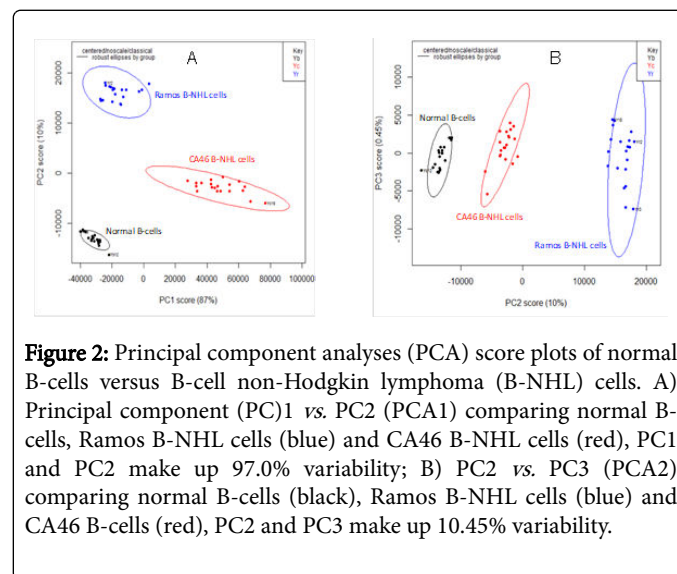 centered/noscale/classical
robust ellipses by group
A
Key
Yb
Yc
Yr
Ramos B-NHL cells
CA46 B-NHL cells
Normal B-cells
PC2 score (10%)
20000
10000
0
-10000
-40000 -20000 0 20000 40000 60000 80000 100000
PC1 score (87%)
centered/noscale/classical
robust ellipses by group
B
Key
Yb
Yc
Yr
Normal B-cells
CA46 B-NHL cells
Ramos B-NHL cells
PC3 score (0.45%)
10000
5000
0
-5000
-10000
-10000 0 10000 20000
PC2 score (10%)
Figure 2: Principal component analyses (PCA) score plots of normal
B-cells versus B-cell non-Hodgkin lymphoma (B-NHL) cells. A)
Principal component (PC)1 vs. PC2 (PCA1) comparing normal B-
cells, Ramos B-NHL cells (blue) and CA46 B-NHL cells (red), PC1
and PC2 make up 97.0% variability; B) PC2 vs. PC3 (PCA2)
comparing normal B-cells (black), Ramos B-NHL cells (blue) and
CA46 B-cells (red), PC2 and PC3 make up 10.45% variability.